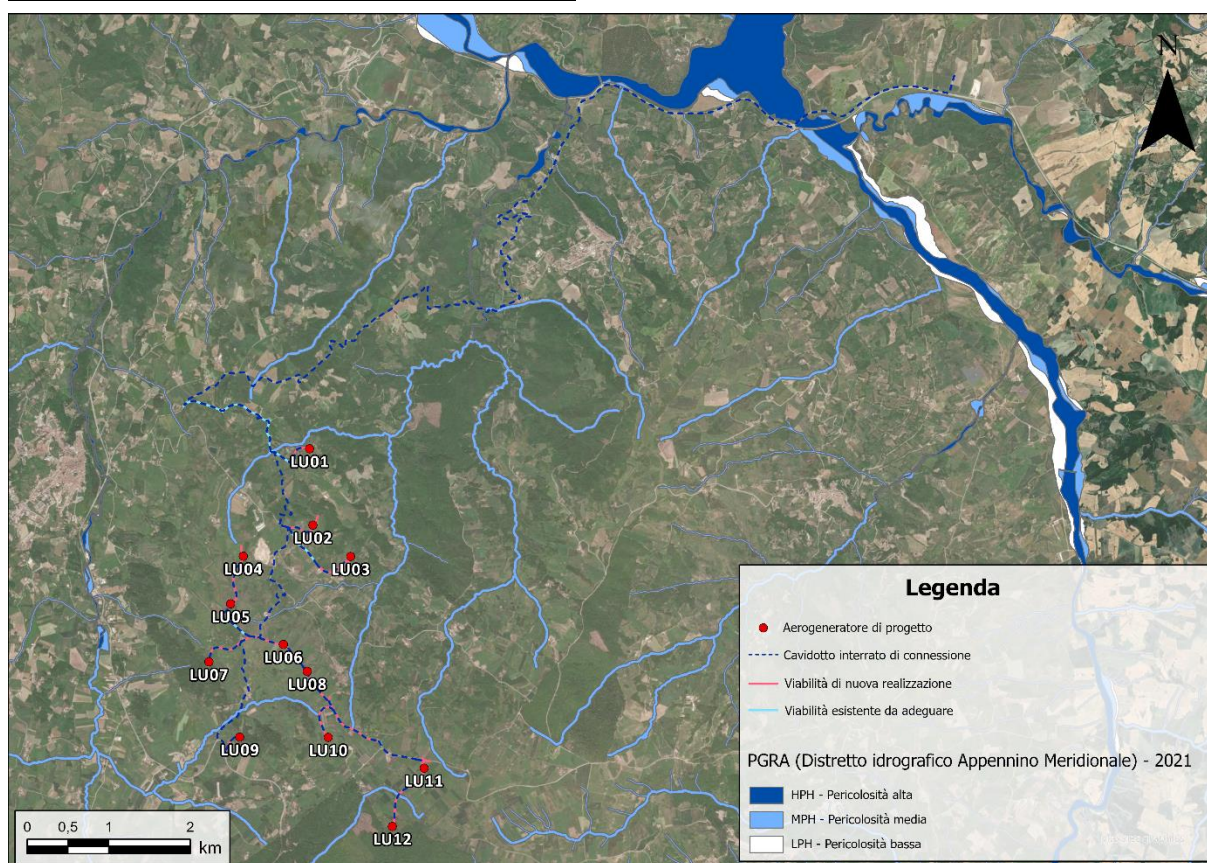 N
LU01
LU02
LU04
LU03
LU05
LU06
LU07
LU08
LU09
LU10
LU11
LU12
0 0,5 1 2
km
Legenda
Aerogeneratore di progetto
Cavidotto interrato di connessione
Viabilità di nuova realizzazione
Viabilità esistente da adeguare
PGRA (Distretto idrografico Appennino Meridionale) - 2021
HPH - Pericolosità alta
MPH - Pericolosità media
LPH - Pericolosità bassa